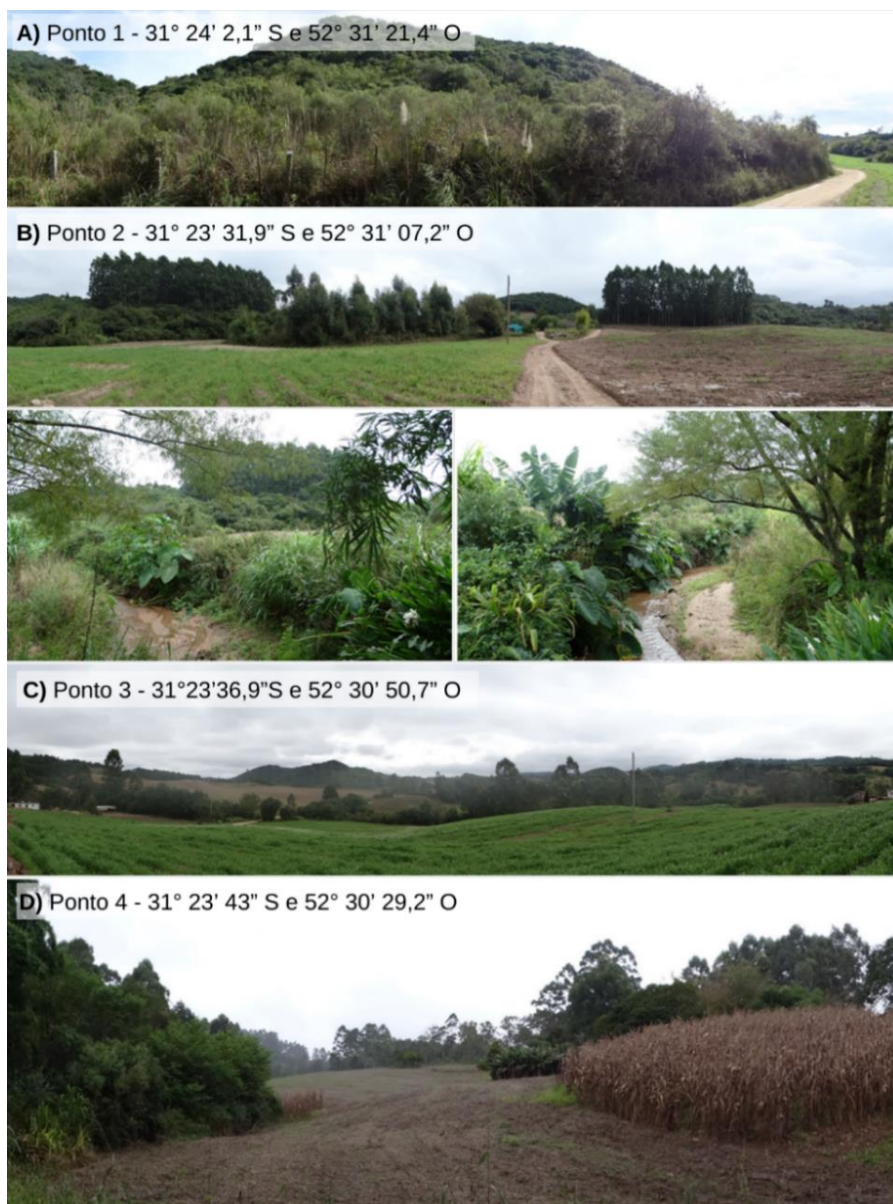 A) Ponto 1 - 31° 24’ 2,1” S e 52° 31’ 21,4” O
B) Ponto 2 - 31° 23’ 31,9” S e 52° 31’ 07,2” O
C) Ponto 3 - 31°23’36,9”S e 52° 30’ 50,7” O
D) Ponto 4 - 31° 23’ 43” S e 52° 30’ 29,2” O